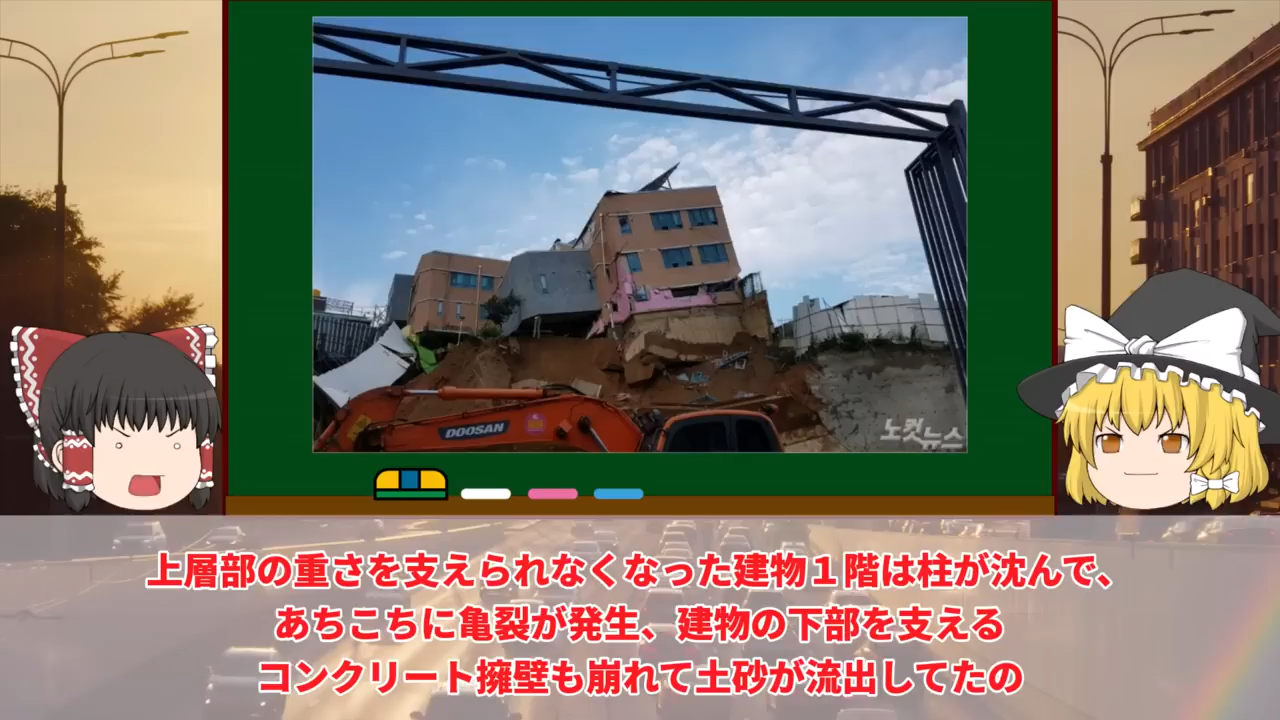 DOOSAN
노컷뉴스
上層部の重さを支えられなくなった建物１階は柱が沈んで、
あちこちに亀裂が発生、建物の下部を支える
コンクリート擁壁も崩れて土砂が流出してたの